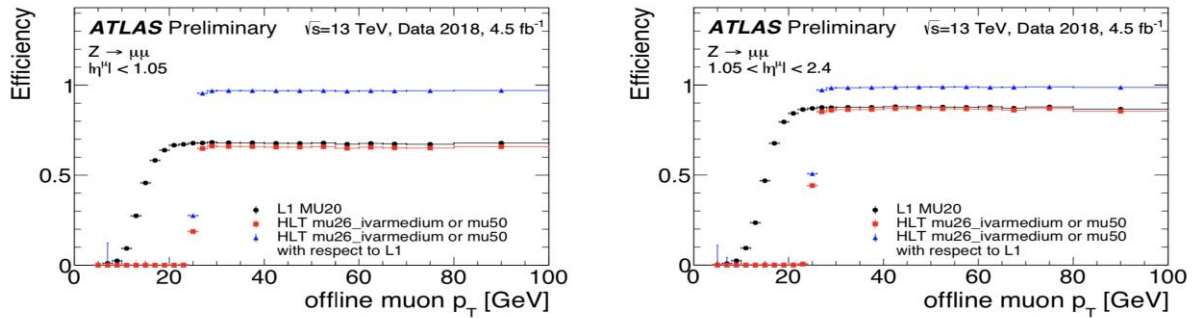 ATLAS Preliminary √s=13 TeV, Data 2018, 4.5 fb⁻¹
Z → μμ
|η^μ| < 1.05
Efficiency
1
0.5
0
L1 MU20
HLT mu26_ivarmedium or mu50
HLT mu26_ivarmedium or mu50
with respect to L1
0 20 40 60 80 100
offline muon p_T [GeV]
ATLAS Preliminary √s=13 TeV, Data 2018, 4.5 fb⁻¹
Z → μμ
1.05 < |η^μ| < 2.4
Efficiency
1
0.5
0
L1 MU20
HLT mu26_ivarmedium or mu50
HLT mu26_ivarmedium or mu50
with respect to L1
0 20 40 60 80 100
offline muon p_T [GeV]